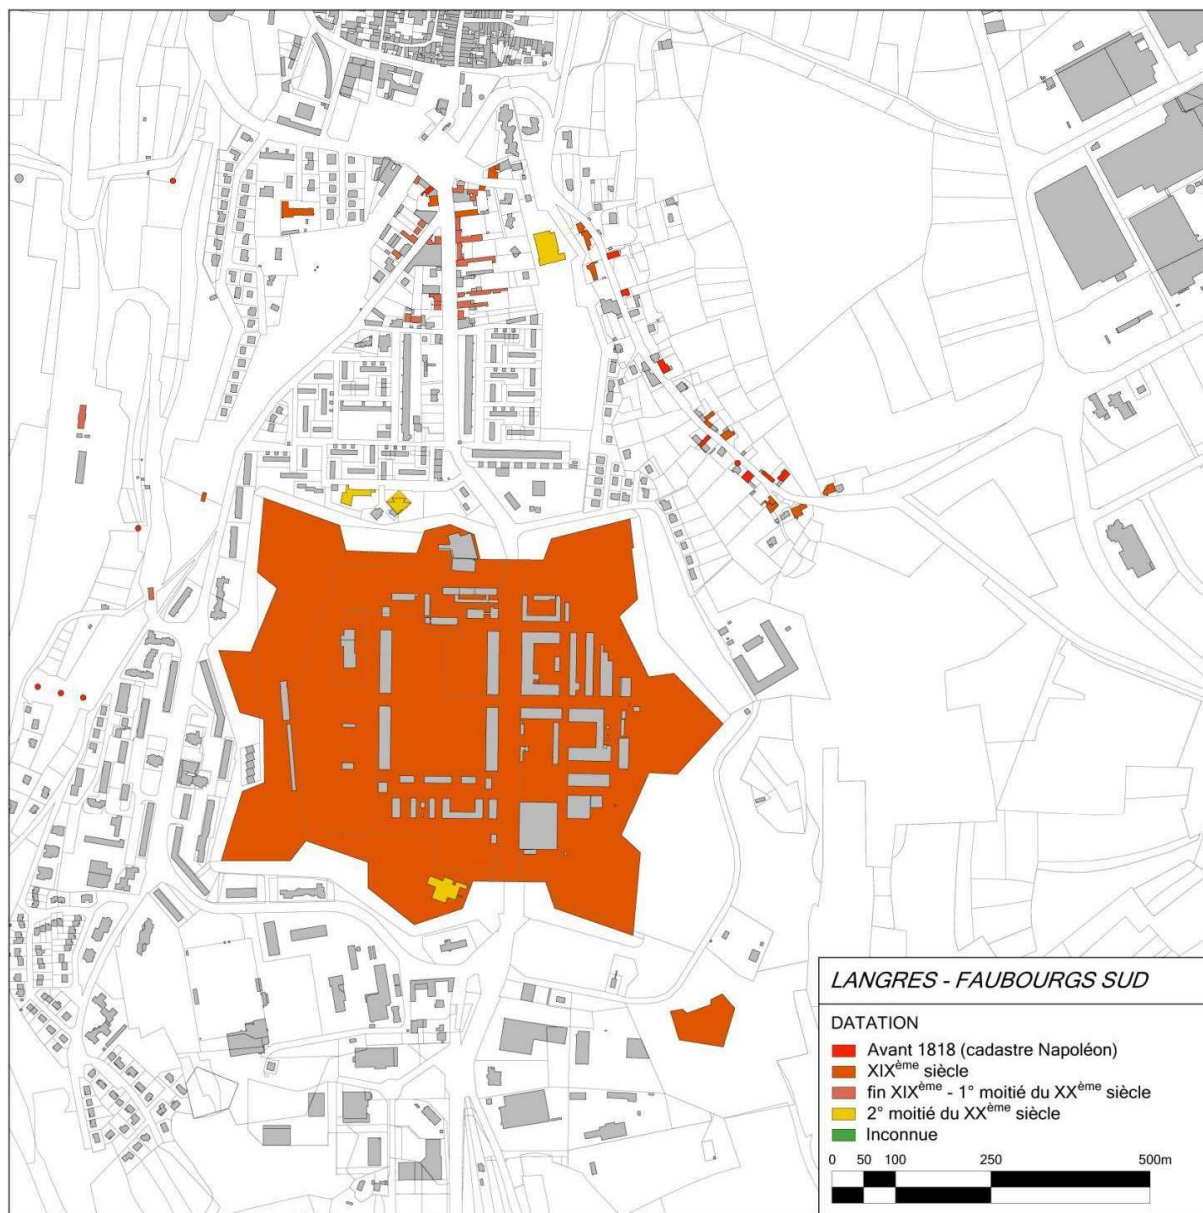 LANGRES - FAUBOURGS SUD
DATATION
Avant 1818 (cadastre Napoléon)
XIXème siècle
fin XIXème - 1° moitié du XXème siècle
2° moitié du XXème siècle
Inconnue
0 50 100 250 500m